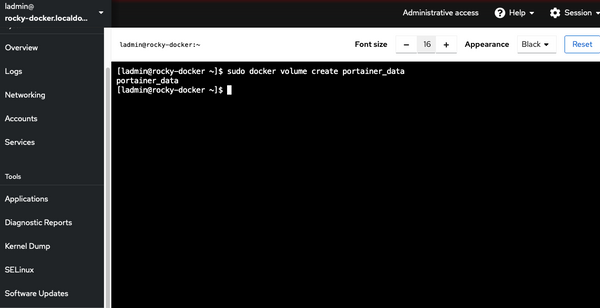 ladmin@
rocky-docker.localdo...
Administrative access
Help
Session
Overview
Logs
Networking
Accounts
Services
Tools
Applications
Diagnostic Reports
Kernel Dump
SELinux
Software Updates
ladmin@rocky-docker:~
Font size
16
Appearance
Black
Reset
[ladmin@rocky-docker ~]$ sudo docker volume create portainer_data
portainer_data
[ladmin@rocky-docker ~]$